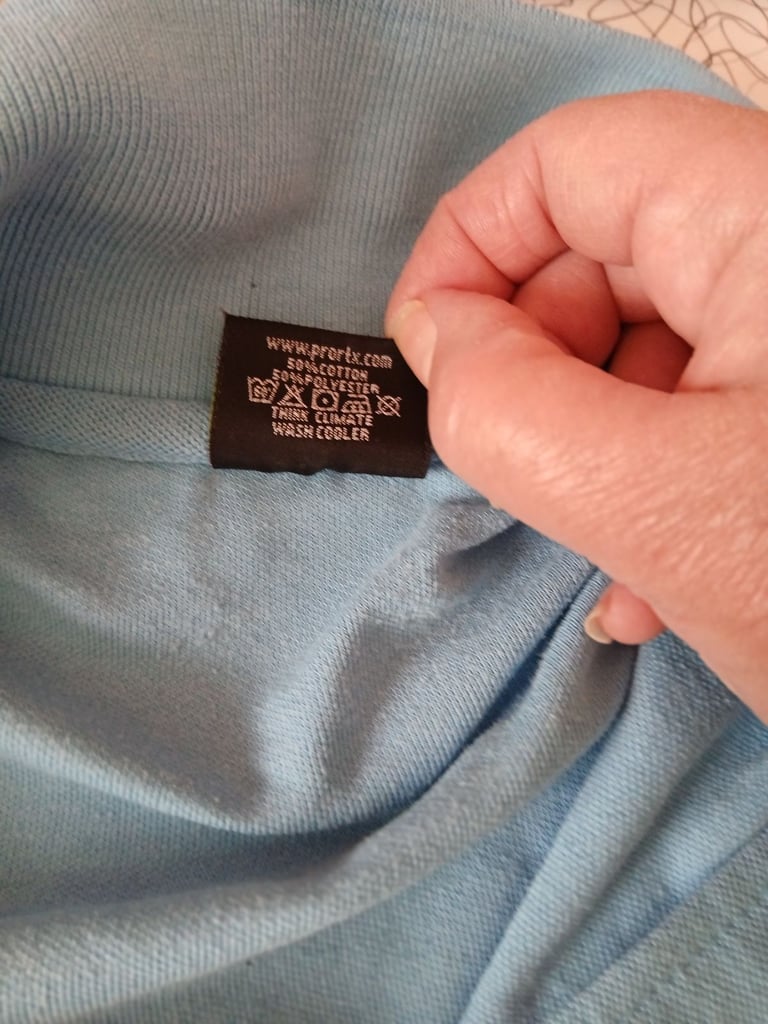 www.prortx.com
50%COTTON
50%POLYESTER
THINK CLIMATE
WASH COOLER